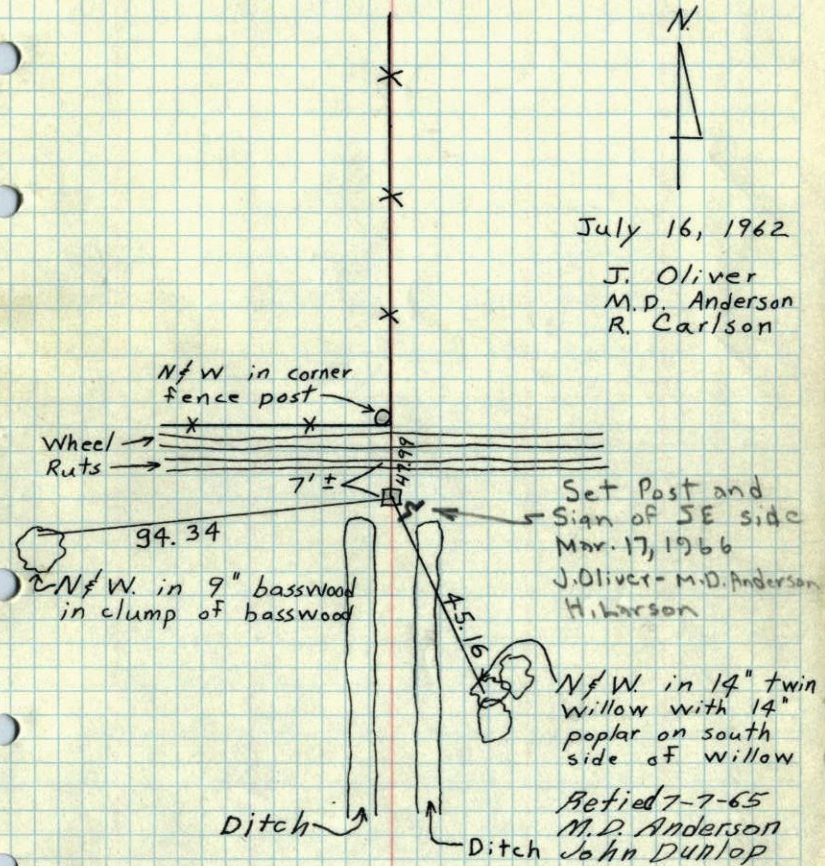 N.
July 16, 1962
J. Oliver
M.D. Anderson
R. Carlson
N & W in corner
fence post
Wheel
Ruts
7' ±
94.34
N & W. in 9" basswood
in clump of basswood
Set Post and
Sign of SE side
Mar. 17, 1966
J. Oliver - M.D. Anderson
H. Larson
45.16
N & W. in 14" twin
willow with 14"
poplar on south
side of willow
Retied 7-7-65
M.D. Anderson
John Dunlop
Ditch
Ditch